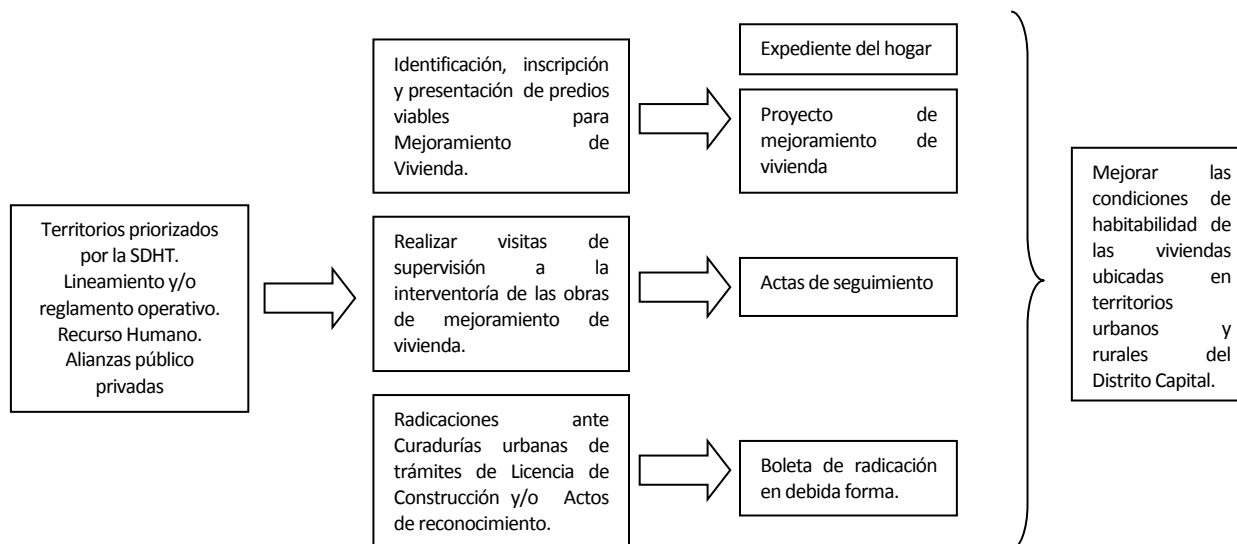 Territorios priorizados
por la SDHT.
Lineamiento y/o
reglamento operativo.
Recurso Humano.
Alianzas público
privadas
Identificación, inscripción
y presentación de predios
viables para
Mejoramiento de
Vivienda.
Realizar visitas de
supervisión a la
interventoría de las obras
de mejoramiento de
vivienda.
Radicaciones ante
Curadurías urbanas de
trámites de Licencia de
Construcción y/o Actos
de reconocimiento.
Expediente del hogar
Proyecto de
mejoramiento de
vivienda
Actas de seguimiento
Boleta de radicación
en debida forma.
Mejorar las
condiciones de
habitabilidad de
las viviendas
ubicadas en
territorios
urbanos y
rurales del
Distrito Capital.